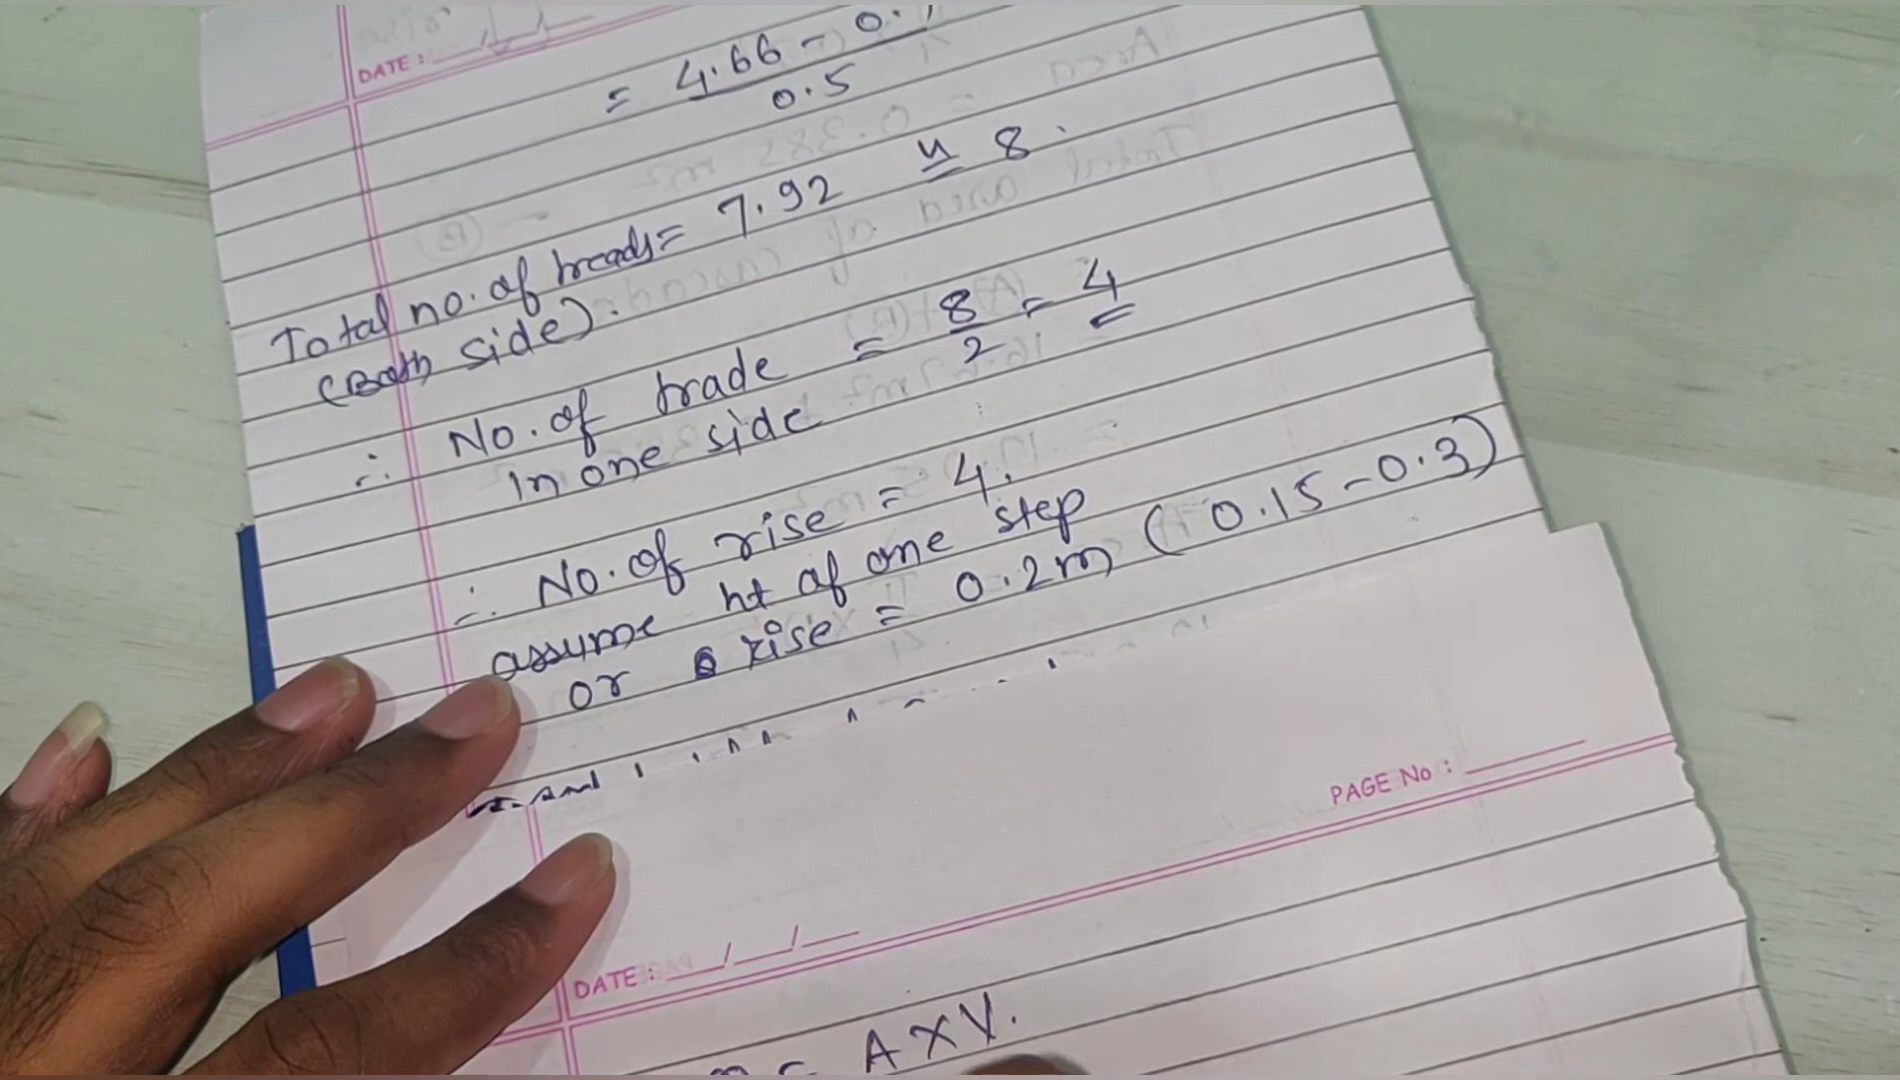 DATE :
= 4.66 - 0.
0.5
Total no. of treads = 7.92 ≈ 8.
(Both side).
∴ No. of trade = 8/2 = 4
in one side
∴ No. of rise = 4.
assume ht of one step
or rise = 0.2m (0.15-0.3)
PAGE No :
DATE :
= A X V.